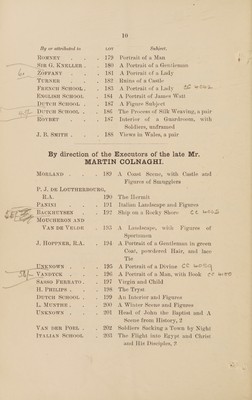 10
By or attributed to LOT Subject.
ROMNEY . . . 179 Portrait of a Man
SIR G. KNELLER . . 180 A Portrait of a Gentleman
ZOFFANY . . . 181 A Portrait of a Lady
TURNER . . . 182 Ruins of a Castle
FRENCH SCHOOL . . 183 A Portrait of a Lady
ENGLISH SCHOOL . . 184 A Portrait of James Watt
DUTCH SCHOOL . . 185 A Figure Subject
DUTCH SCHOOL . . 186 The Process of Silk Weaving, a pair
ROYBET . . . 187 Interior of a Guardroom, with
Soldiers, unframed
J. B. SMITH . . . 188 Views in Wales, a pair
By direction of the Executors of the late Mr.
MARTIN COLNAGHI.
MORLAND . . . 189 A Coast Scene, with Castle and
Figures of Smugglers
P. J. DE LOUTHERBOURG,
R.A. . . . 190 The Hermit
PANINI . . . 191 Italian Landscape and Figures
BACKHUYSEN . . 192 Ship on a Rocky Shore
MOUCHERON AND
VAN DE VELDE . . 193 A Landscape, with Figures of
Sportsmen
J. HOPPNER, R.A. . . 194 A Portrait of a Gentleman in green
Coat, powdered Hair, and lace
Tie
UNKNOWN . . . 195 A Portrait of a Divine
VANDYCK . . . 196 A Portrait of a Man, with Book
SASSO FERRATO . . 197 Virgin and Child
H. PHILIPS . . . 198 The Tryst
DUTCH SCHOOL . . 199 An Interior and Figures
L. MUNTHE . . . 200 A Winter Scene and Figures
UNKNOWN . . . 201 Head of John the Baptist and A
Scene from History, 2
VAN DER POEL . . 202 Soldiers Sacking a Town by Night
ITALIAN SCHOOL . . 203 The Flight into Egypt and Christ
and His Disciples, 2